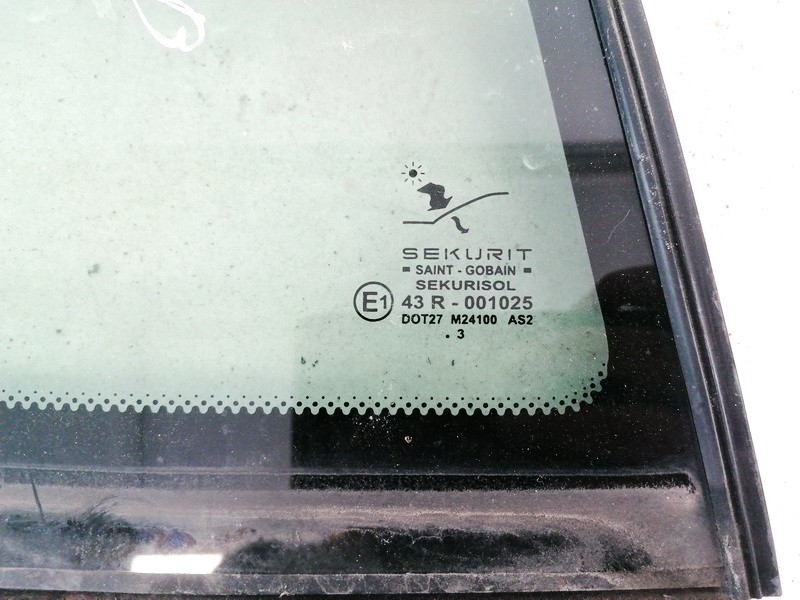 SEKURIT
SAINT - GOBAIN
SEKURISOL
E1 43 R - 001025
DOT27 M24100 AS2
. 3